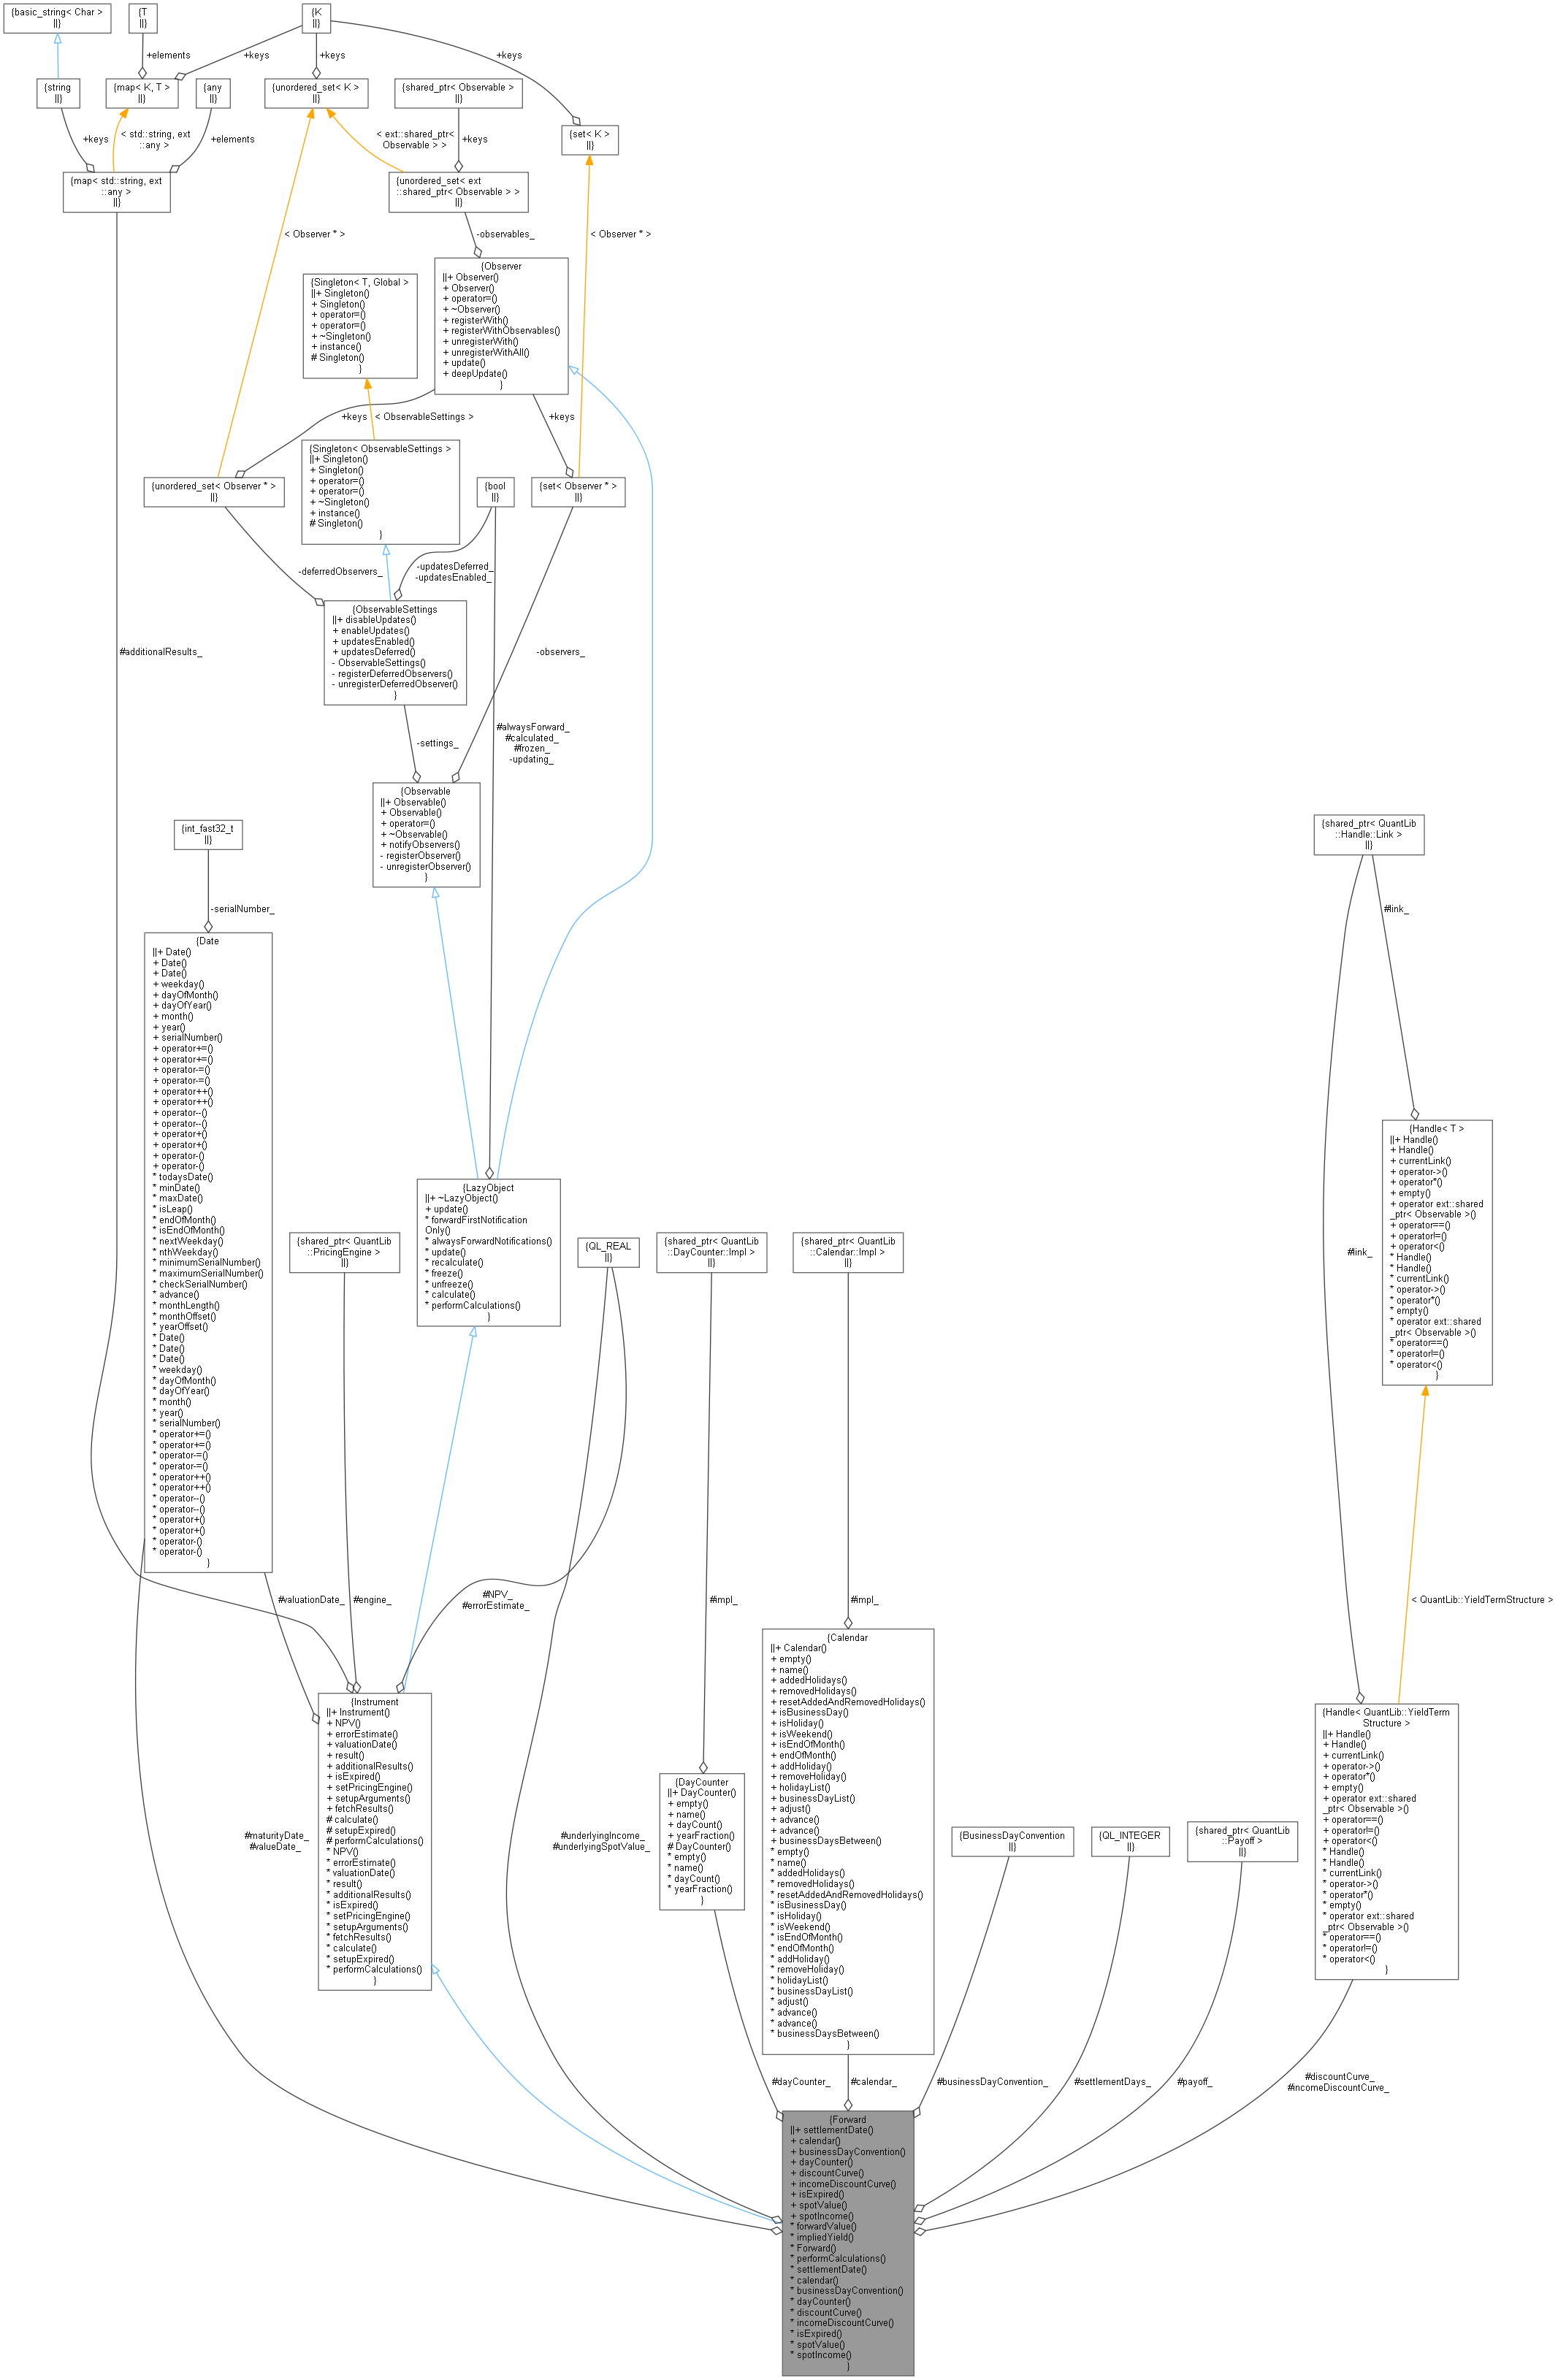 {basic_string< Char >
||}
{T
||}
{K
||}
+elements
+keys
+keys
+keys
{string
||}
{map< K, T >
||}
{any
||}
{unordered_set< K >
||}
{shared_ptr< Observable >
||}
{set< K >
||}
+keys
< std::string, ext
::any >
+elements
< ext::shared_ptr<
Observable > >
+keys
{map< std::string, ext
::any >
||}
{unordered_set< ext
::shared_ptr< Observable > >
||}
< Observer * >
-observables_
< Observer * >
{Singleton< T, Global >
||+ Singleton()
+ Singleton()
+ operator=()
+ operator=()
+ ~Singleton()
+ instance()
# Singleton()
}
{Observer
||+ Observer()
+ Observer()
+ operator=()
+ ~Observer()
+ registerWith()
+ registerWithObservables()
+ unregisterWith()
+ unregisterWithAll()
+ update()
+ deepUpdate()
}
+keys
< ObservableSettings >
+keys
{unordered_set< Observer * >
||}
{Singleton< ObservableSettings >
||+ Singleton()
+ Singleton()
+ operator=()
+ operator=()
+ ~Singleton()
+ instance()
# Singleton()
}
{bool
||}
{set< Observer * >
||}
-deferredObservers_
-updatesDeferred_
-updatesEnabled_
{ObservableSettings
||+ disableUpdates()
+ enableUpdates()
+ updatesEnabled()
+ updatesDeferred()
- ObservableSettings()
- registerDeferredObservers()
- unregisterDeferredObserver()
}
#additionalResults_
-observers_
-settings_
#alwaysForward_
#calculated_
#frozen_
-updating_
{Observable
||+ Observable()
+ Observable()
+ operator=()
+ ~Observable()
+ notifyObservers()
- registerObserver()
- unregisterObserver()
}
{int_fast32_t
||}
{shared_ptr< QuantLib
::Handle::Link >
||}
-serialNumber_
#link_
{Date
||+ Date()
+ Date()
+ Date()
+ weekday()
+ dayOfMonth()
+ dayOfYear()
+ month()
+ year()
+ serialNumber()
+ operator+=()
+ operator+=()
+ operator-=()
+ operator-=()
+ operator++()
+ operator++()
+ operator--()
+ operator--()
+ operator+()
+ operator+()
+ operator-()
+ operator-()
* todaysDate()
* minDate()
* maxDate()
* isLeap()
* endOfMonth()
* isEndOfMonth()
* nextWeekday()
* nthWeekday()
* minimumSerialNumber()
* maximumSerialNumber()
* checkSerialNumber()
* advance()
* monthLength()
* monthOffset()
* yearOffset()
* Date()
* Date()
* Date()
* weekday()
* dayOfMonth()
* dayOfYear()
* month()
* year()
* serialNumber()
* operator+=()
* operator+=()
* operator-=()
* operator-=()
* operator++()
* operator++()
* operator--()
* operator--()
* operator+()
* operator+()
* operator-()
* operator-()
}
{Handle< T >
||+ Handle()
+ Handle()
+ currentLink()
+ operator->()
+ operator*()
+ empty()
+ operator ext::shared
_ptr< Observable >()
+ operator==()
+ operator!=()
+ operator<()
* Handle()
* Handle()
* currentLink()
* operator->()
* operator*()
* empty()
* operator ext::shared
_ptr< Observable >()
* operator==()
* operator!=()
* operator<()
}
{LazyObject
||+ ~LazyObject()
+ update()
* forwardFirstNotification
Only()
* alwaysForwardNotifications()
* update()
* recalculate()
* freeze()
* unfreeze()
* calculate()
* performCalculations()
}
{shared_ptr< QuantLib
::PricingEngine >
||}
{QL_REAL
||}
{shared_ptr< QuantLib
::DayCounter::Impl >
||}
{shared_ptr< QuantLib
::Calendar::Impl >
||}
#link_
#valuationDate_
#engine_
#NPV_
#errorEstimate_
#impl_
#impl_
< QuantLib::YieldTermStructure >
{Instrument
||+ Instrument()
+ NPV()
+ errorEstimate()
+ valuationDate()
+ result()
+ additionalResults()
+ isExpired()
+ setPricingEngine()
+ setupArguments()
+ fetchResults()
# calculate()
# setupExpired()
# performCalculations()
* NPV()
* errorEstimate()
* valuationDate()
* result()
* additionalResults()
* isExpired()
* setPricingEngine()
* setupArguments()
* fetchResults()
* calculate()
* setupExpired()
* performCalculations()
}
{DayCounter
||+ DayCounter()
+ empty()
+ name()
+ dayCount()
+ yearFraction()
# DayCounter()
* empty()
* name()
* dayCount()
* yearFraction()
}
{Calendar
||+ Calendar()
+ empty()
+ name()
+ addedHolidays()
+ removedHolidays()
+ resetAddedAndRemovedHolidays()
+ isBusinessDay()
+ isHoliday()
+ isWeekend()
+ isEndOfMonth()
+ endOfMonth()
+ addHoliday()
+ removeHoliday()
+ holidayList()
+ businessDayList()
+ adjust()
+ advance()
+ advance()
+ businessDaysBetween()
* empty()
* name()
* addedHolidays()
* removedHolidays()
* resetAddedAndRemovedHolidays()
* isBusinessDay()
* isHoliday()
* isWeekend()
* isEndOfMonth()
* endOfMonth()
* addHoliday()
* removeHoliday()
* holidayList()
* businessDayList()
* adjust()
* advance()
* advance()
* businessDaysBetween()
}
{Handle< QuantLib::YieldTerm
Structure >
||+ Handle()
+ Handle()
+ currentLink()
+ operator->()
+ operator*()
+ empty()
+ operator ext::shared
_ptr< Observable >()
+ operator==()
+ operator!=()
+ operator<()
* Handle()
* Handle()
* currentLink()
* operator->()
* operator*()
* empty()
* operator ext::shared
_ptr< Observable >()
* operator==()
* operator!=()
* operator<()
}
#maturityDate_
#valueDate_
#underlyingIncome_
#underlyingSpotValue_
{BusinessDayConvention
||}
{QL_INTEGER
||}
{shared_ptr< QuantLib
::Payoff >
||}
#dayCounter_
#calendar_
#businessDayConvention_
#settlementDays_
#payoff_
#discountCurve_
#incomeDiscountCurve_
{Forward
||+ settlementDate()
+ calendar()
+ businessDayConvention()
+ dayCounter()
+ discountCurve()
+ incomeDiscountCurve()
+ isExpired()
+ spotValue()
+ spotIncome()
* forwardValue()
* impliedYield()
* Forward()
* performCalculations()
* settlementDate()
* calendar()
* businessDayConvention()
* dayCounter()
* discountCurve()
* incomeDiscountCurve()
* isExpired()
* spotValue()
* spotIncome()
}